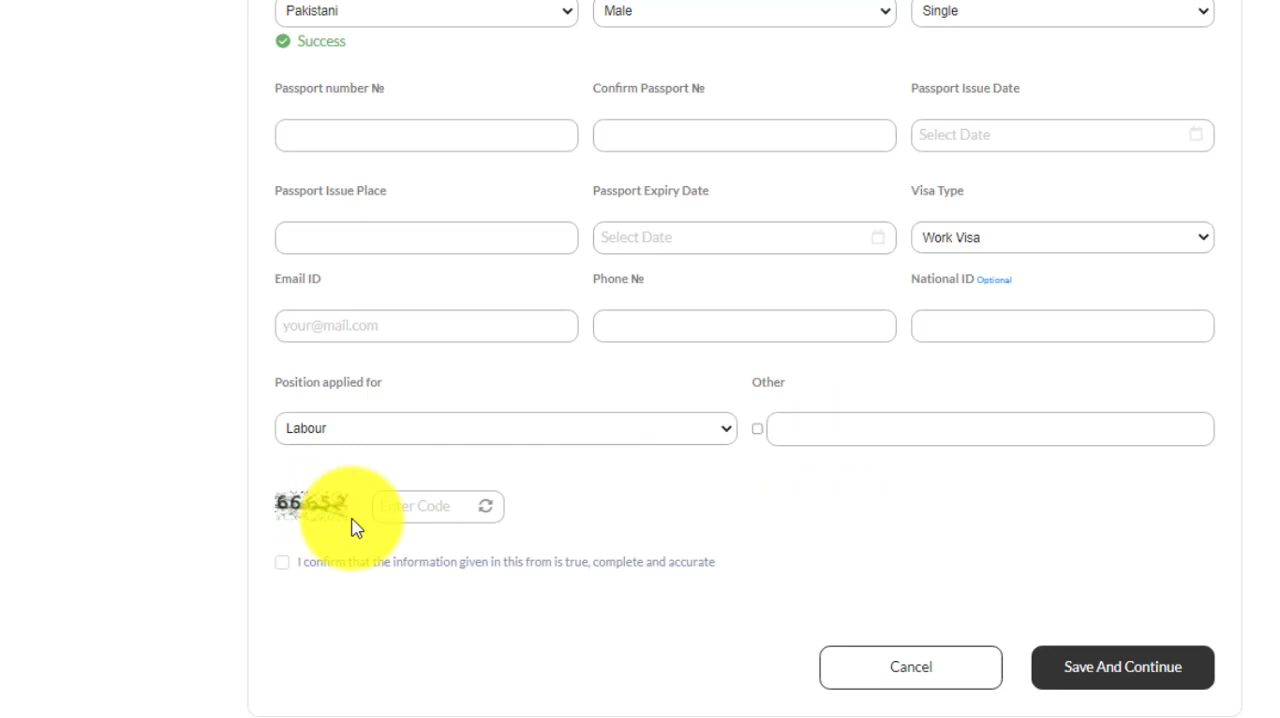 Pakistani Male Single
Success
Passport number № Confirm Passport № Passport Issue Date
Select Date
Passport Issue Place Passport Expiry Date Visa Type
Select Date Work Visa
Email ID Phone № National ID Optional
your@mail.com
Position applied for Other
Labour
66652 Enter Code
I confirm that the information given in this from is true, complete and accurate
Cancel Save And Continue